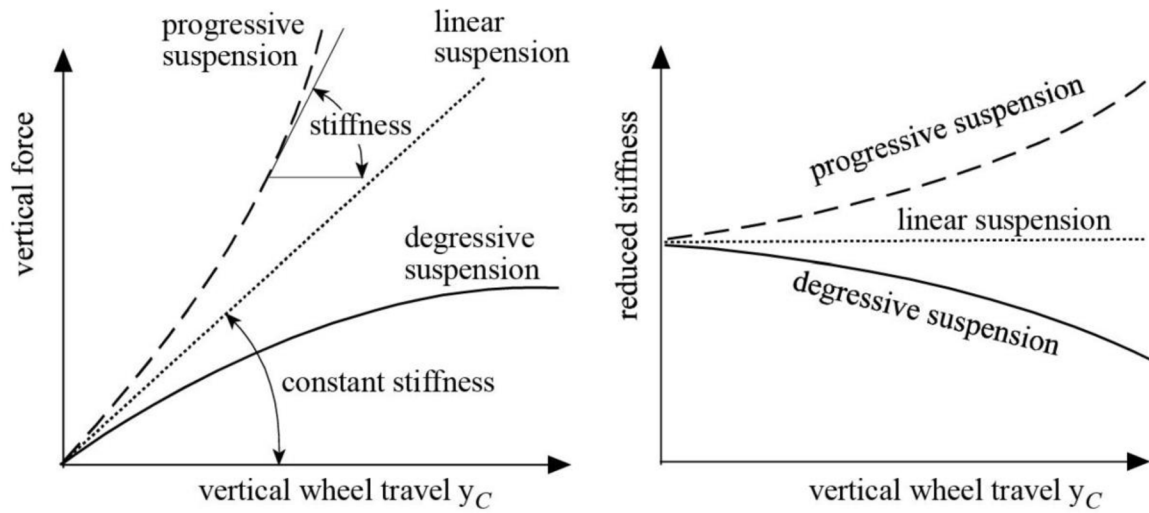 progressive
suspension
linear
suspension
stiffness
degressive
suspension
constant stiffness
vertical force
vertical wheel travel y_C
progressive suspension
linear suspension
degressive suspension
reduced stiffness
vertical wheel travel y_C